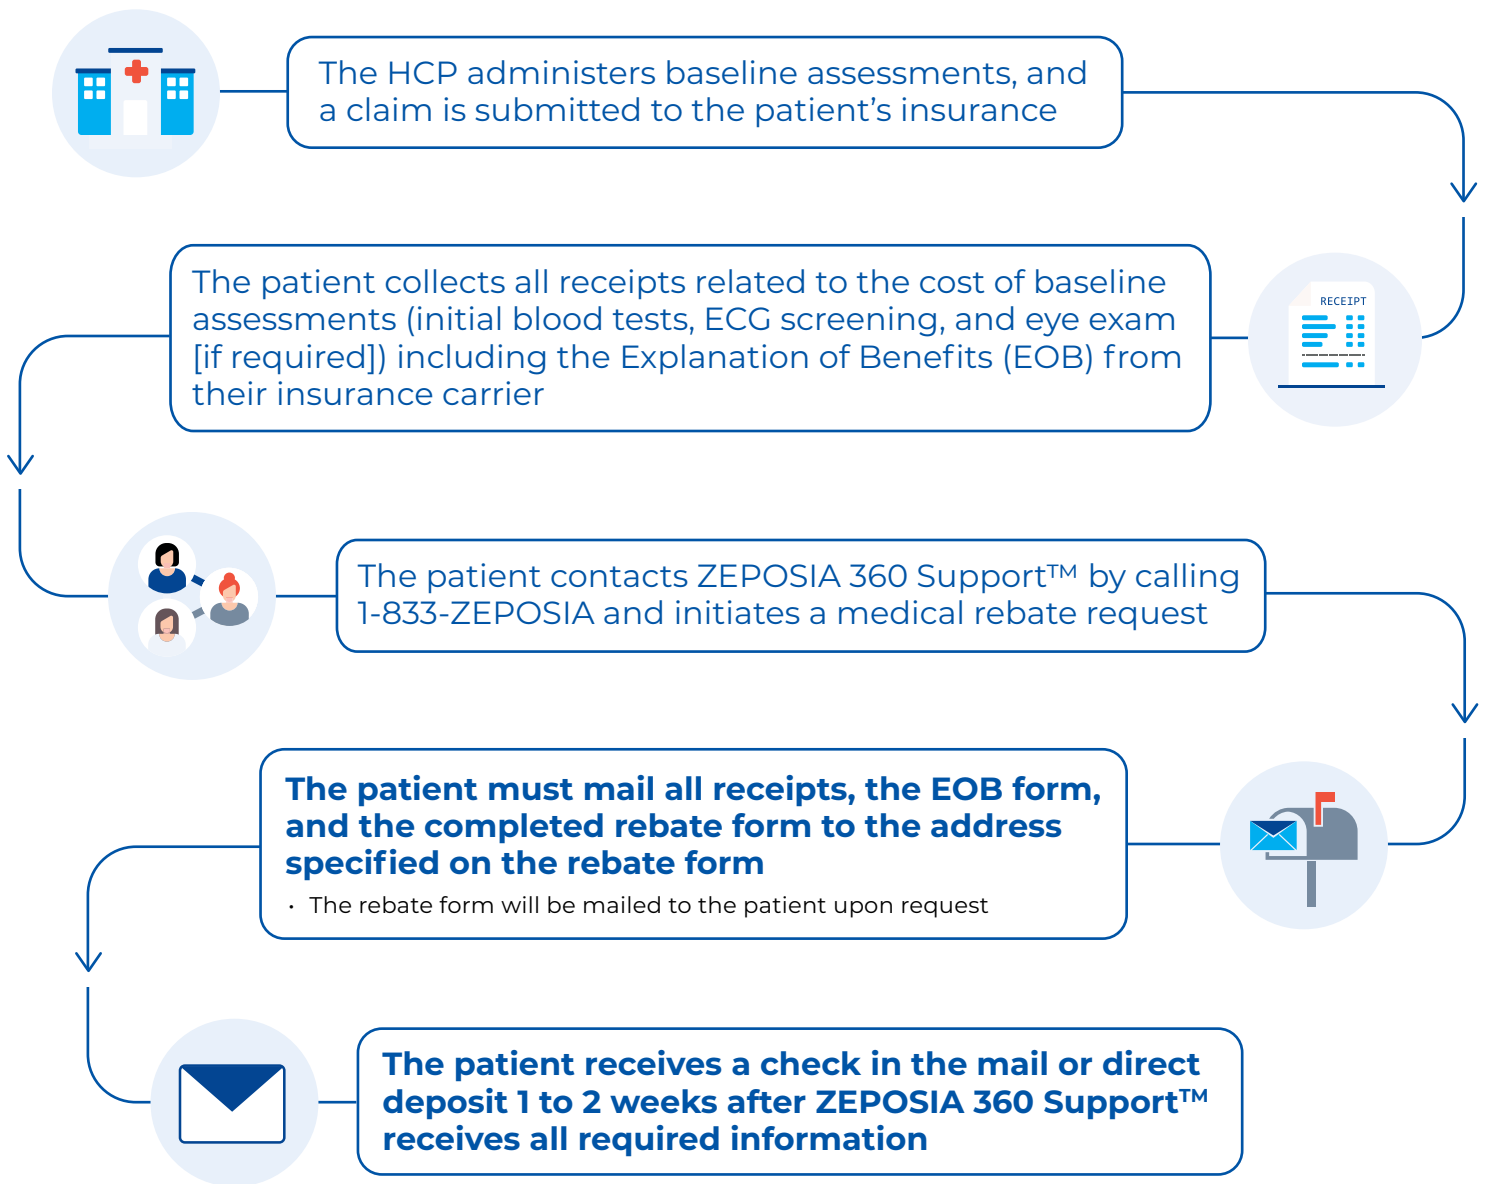 The HCP administers baseline assessments, and
a claim is submitted to the patient’s insurance
The patient collects all receipts related to the cost of baseline
assessments (initial blood tests, ECG screening, and eye exam
[if required]) including the Explanation of Benefits (EOB) from
their insurance carrier
RECEIPT
The patient contacts ZEPOSIA 360 Support™ by calling
1-833-ZEPOSIA and initiates a medical rebate request
The patient must mail all receipts, the EOB form,
and the completed rebate form to the address
specified on the rebate form
• The rebate form will be mailed to the patient upon request
The patient receives a check in the mail or direct
deposit 1 to 2 weeks after ZEPOSIA 360 Support™
receives all required information